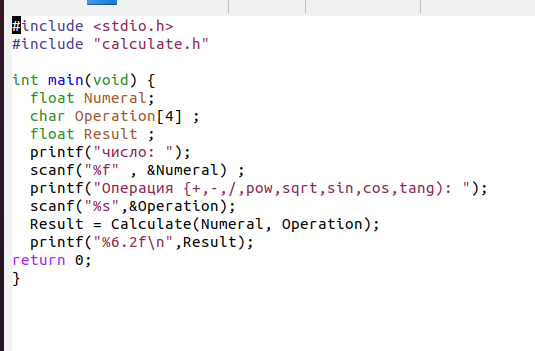 #include <stdio.h>
#include "calculate.h"
int main(void) {
float Numeral;
char Operation[4] ;
float Result ;
printf("число: ");
scanf("%f" , &Numeral) ;
printf("Операция {+,-,/,pow,sqrt,sin,cos,tang): ");
scanf("%s",&Operation);
Result = Calculate(Numeral, Operation);
printf("%6.2f\n",Result);
return 0;
}